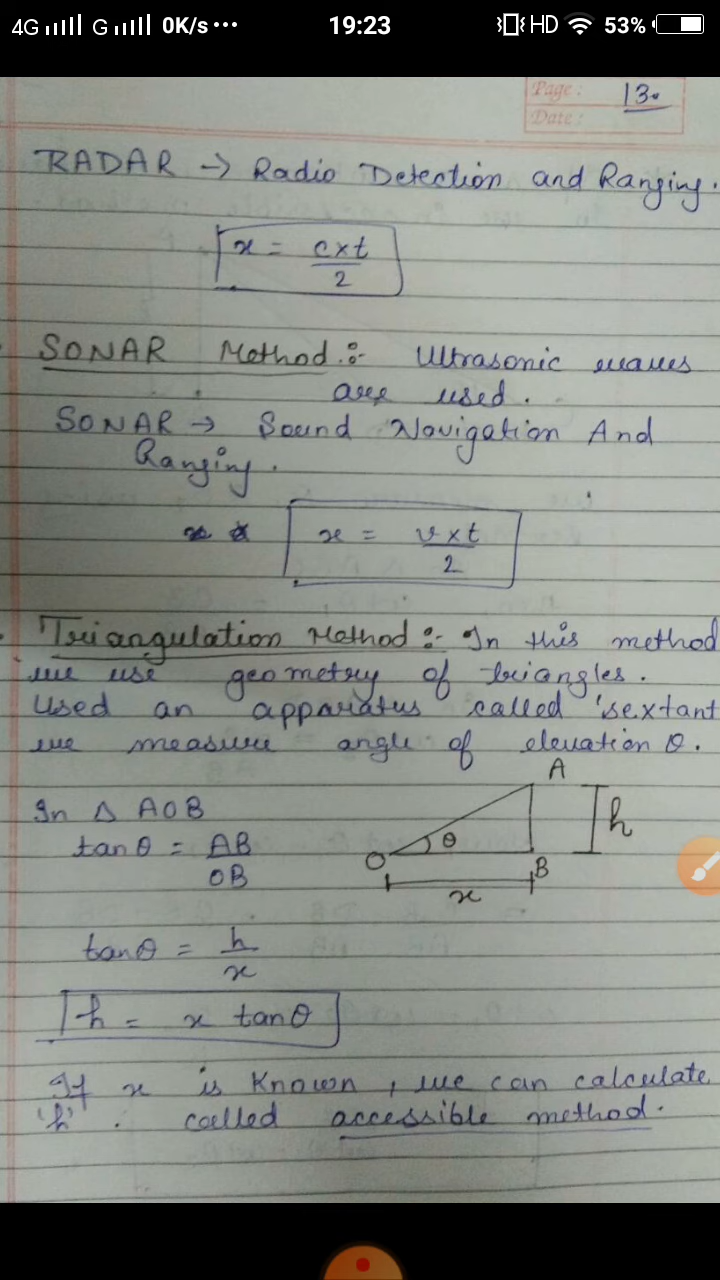 4G G 0K/s ••• 19:23 HD 53%
Page: 13.
Date:
RADAR → Radio Detection and Ranging.
x = c×t / 2
SONAR Method :- Ultrasonic waves
are used.
SONAR → Sound Navigation And
Ranging.
x = v×t / 2
Triangulation Method :- In this method
we use geometry of triangles.
Used an apparatus called 'sextant
we measure angle of elevation θ.
A
In △ AOB
h
tanθ = AB / OB
O θ B
x
tanθ = h / x
h = x tanθ
If x is known, we can calculate
'h'. called accessible method.